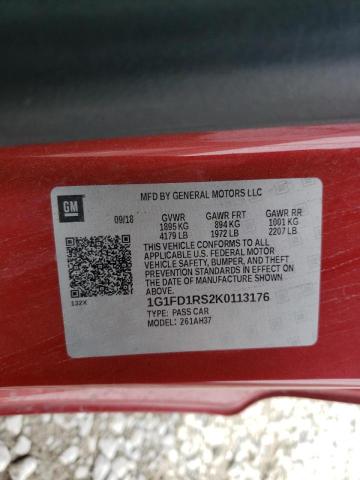 GM
MFD BY GENERAL MOTORS LLC
09/18 GVWR GAWR FRT GAWR RR
1895 KG 894 KG 1001 KG
4179 LB 1972 LB 2207 LB
THIS VEHICLE CONFORMS TO ALL APPLICABLE
U.S. FEDERAL MOTOR
VEHICLE SAFETY, BUMPER, AND THEFT
PREVENTION STANDARDS IN EFFECT ON THE
DATE OF MANUFACTURE SHOWN
ABOVE.
132X
1G1FD1RS2K0113176
TYPE: PASS CAR
MODEL: 261AH37